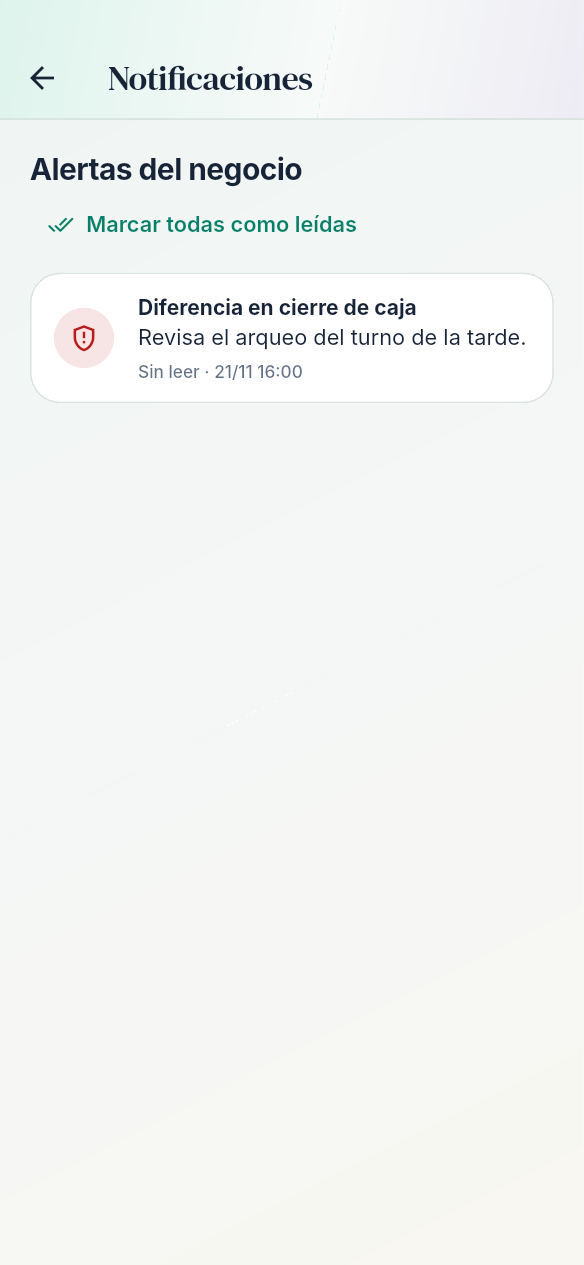 Notificaciones
Alertas del negocio
Marcar todas como leídas
Diferencia en cierre de caja
Revisa el arqueo del turno de la tarde.
Sin leer · 21/11 16:00